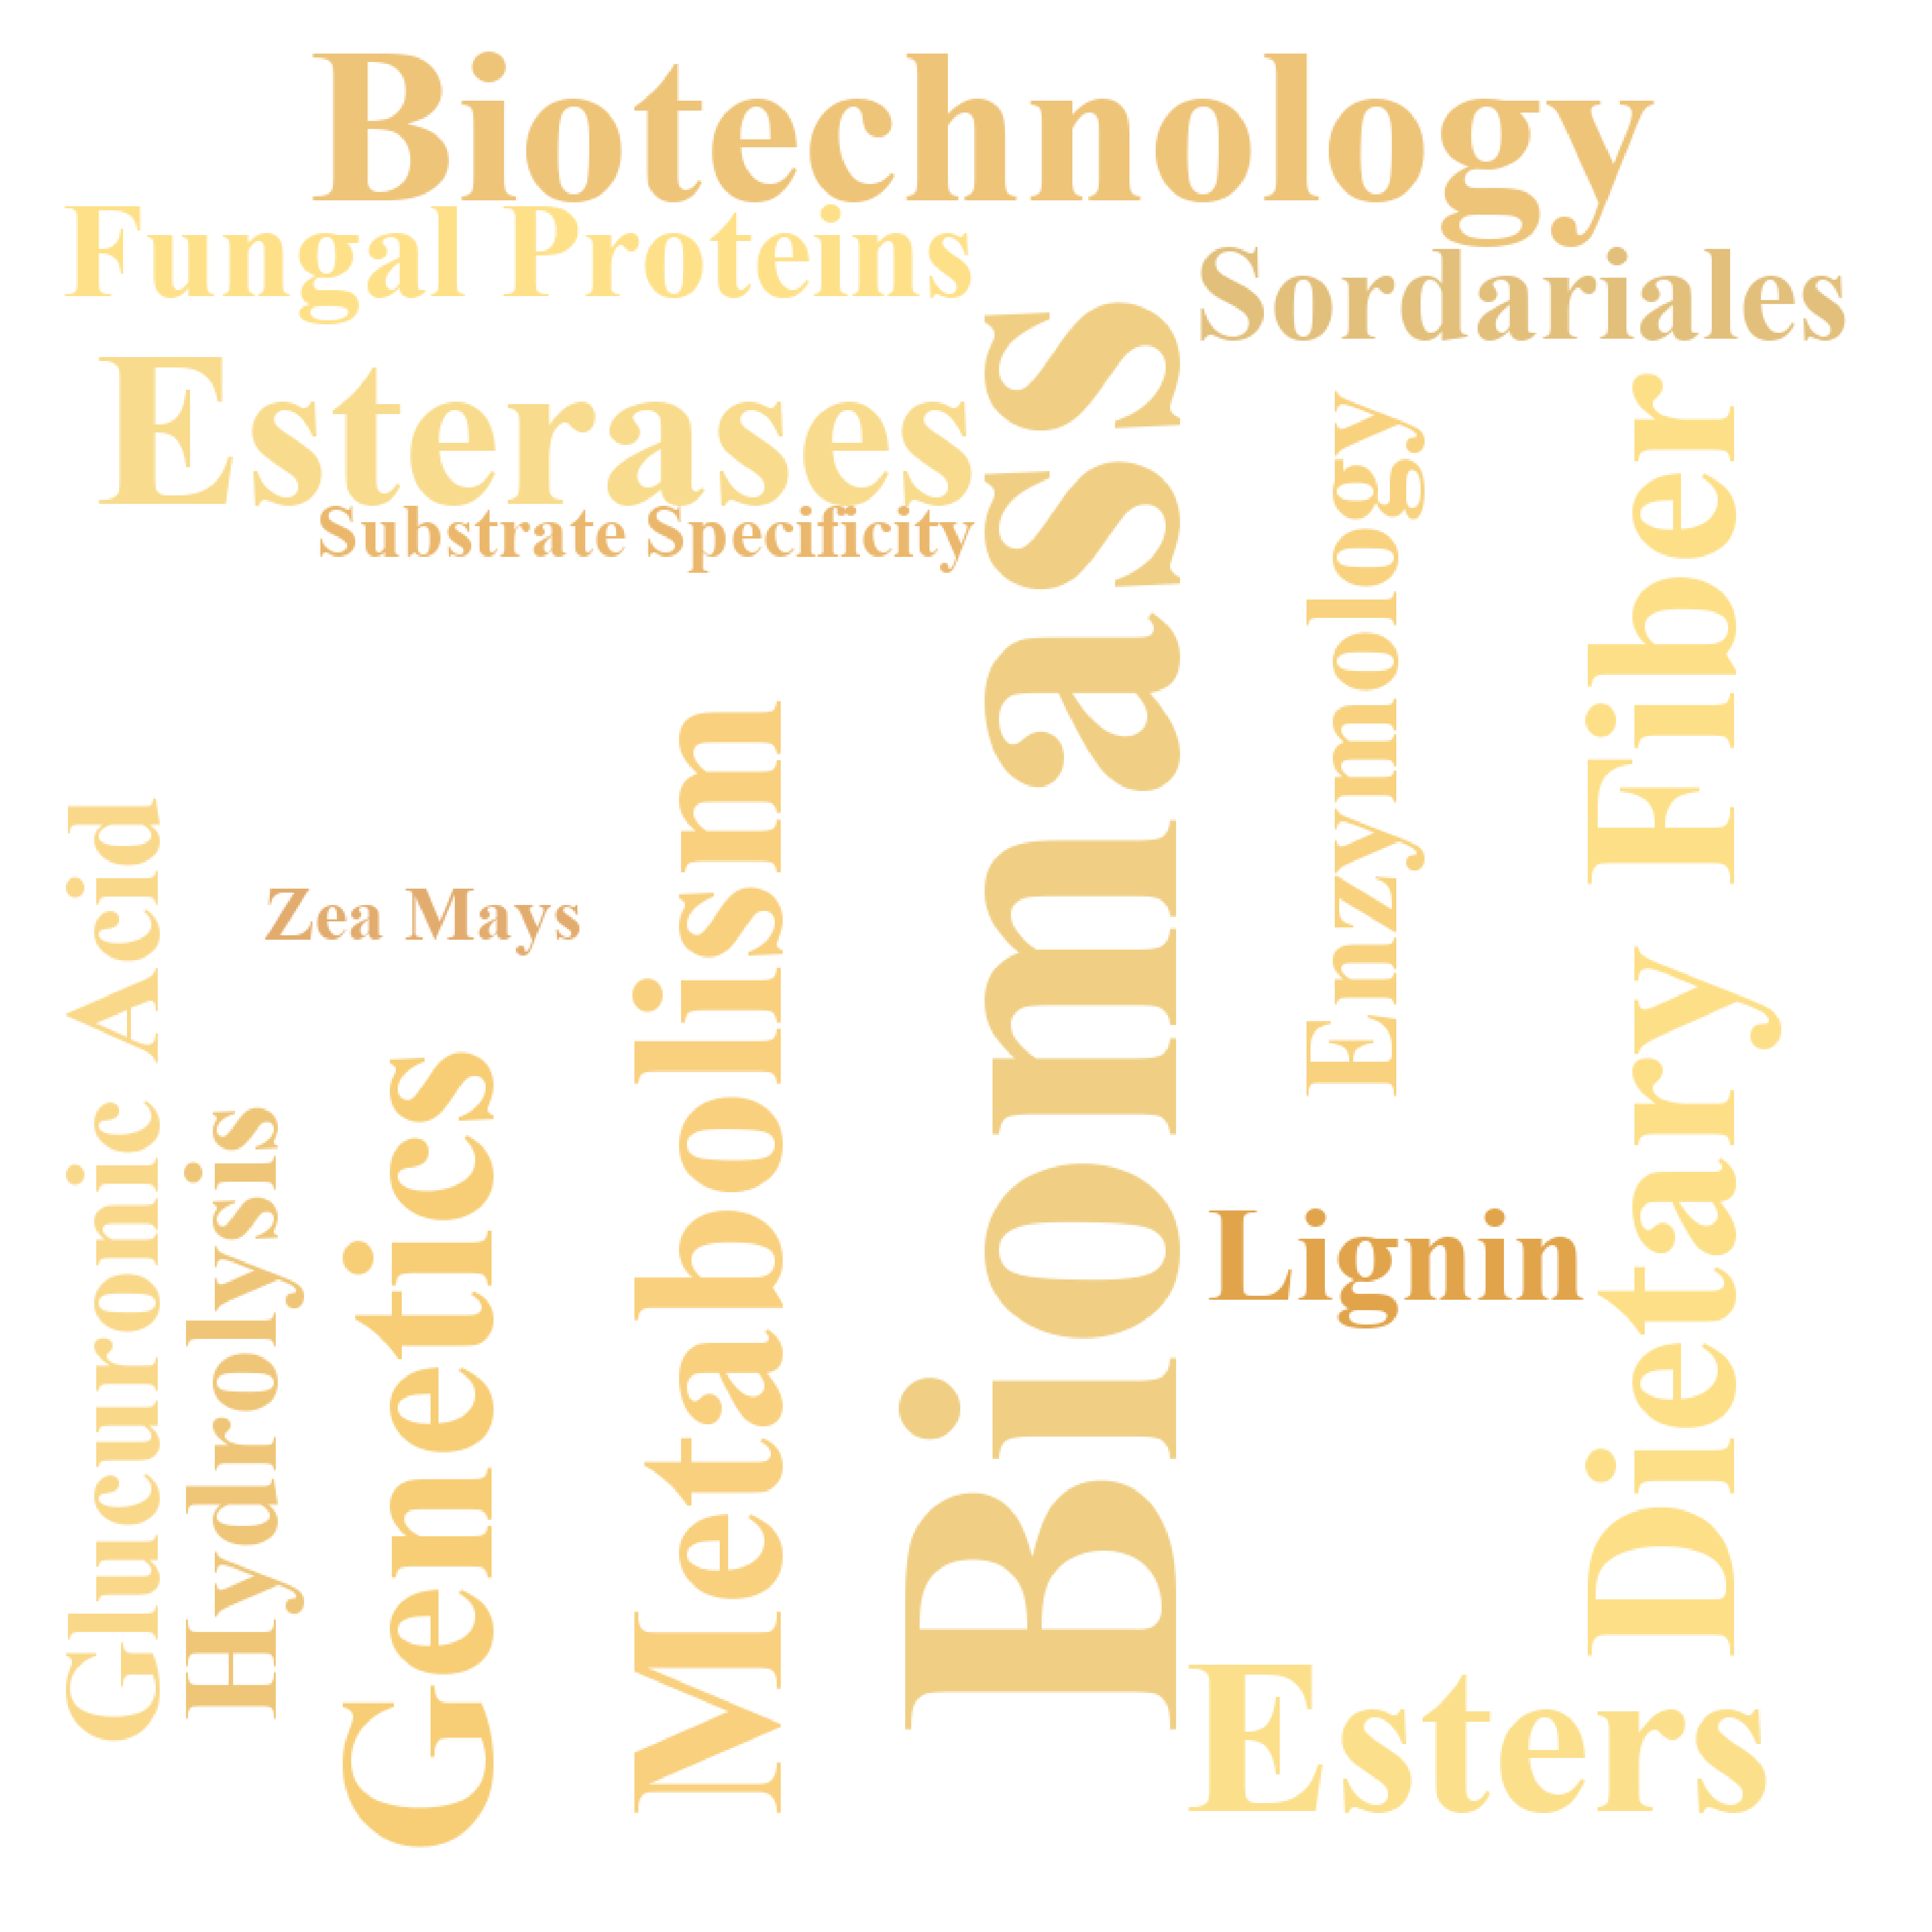 Biotechnology
Fungal Proteins
Sordariales
Esterases
Substrate Specificity
Biomass
Enzymology
Dietary Fiber
Metabolism
Glucuronic Acid
Zea Mays
Genetics
Hydrolysis
Lignin
Esters